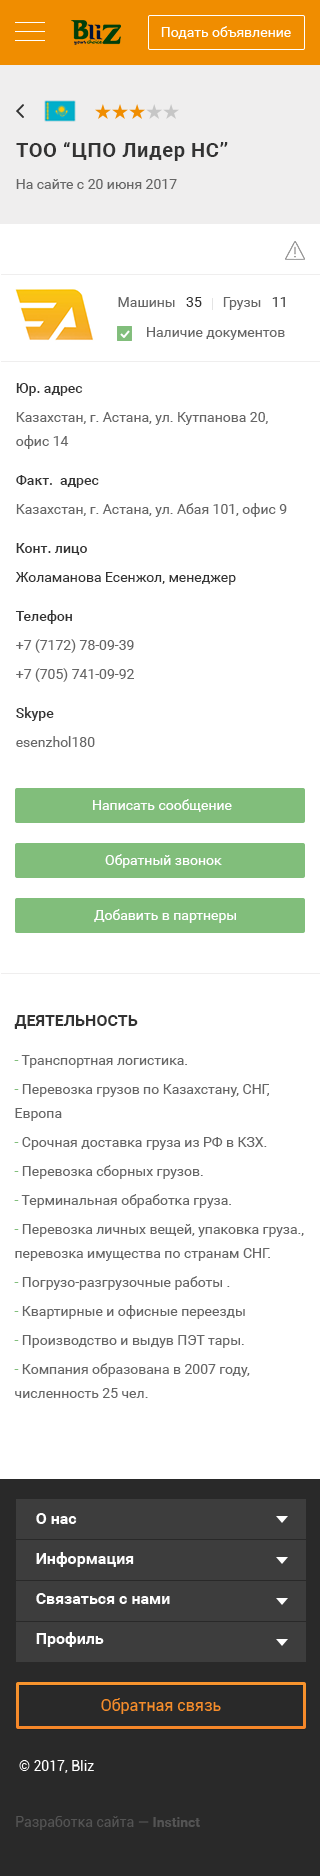 Bliz
Подать объявление
ТОО “ЦПО Лидер НС”
На сайте с 20 июня 2017
Машины 35 Грузы 11
Наличие документов
Юр. адрес
Казахстан, г. Астана, ул. Кутпанова 20,
офис 14
Факт. адрес
Казахстан, г. Астана, ул. Абая 101, офис 9
Конт. лицо
Жоламанова Есенжол, менеджер
Телефон
+7 (7172) 78-09-39
+7 (705) 741-09-92
Skype
esenzhol180
Написать сообщение
Обратный звонок
Добавить в партнеры
ДЕЯТЕЛЬНОСТЬ
- Транспортная логистика.
- Перевозка грузов по Казахстану, СНГ,
Европа
- Срочная доставка груза из РФ в КЗХ.
- Перевозка сборных грузов.
- Терминальная обработка груза.
- Перевозка личных вещей, упаковка груза.,
перевозка имущества по странам СНГ.
- Погрузо-разгрузочные работы .
- Квартирные и офисные переезды
- Производство и выдув ПЭТ тары.
- Компания образована в 2007 году,
численность 25 чел.
О нас
Информация
Связаться с нами
Профиль
Обратная связь
© 2017, Bliz
Разработка сайта — Instinct